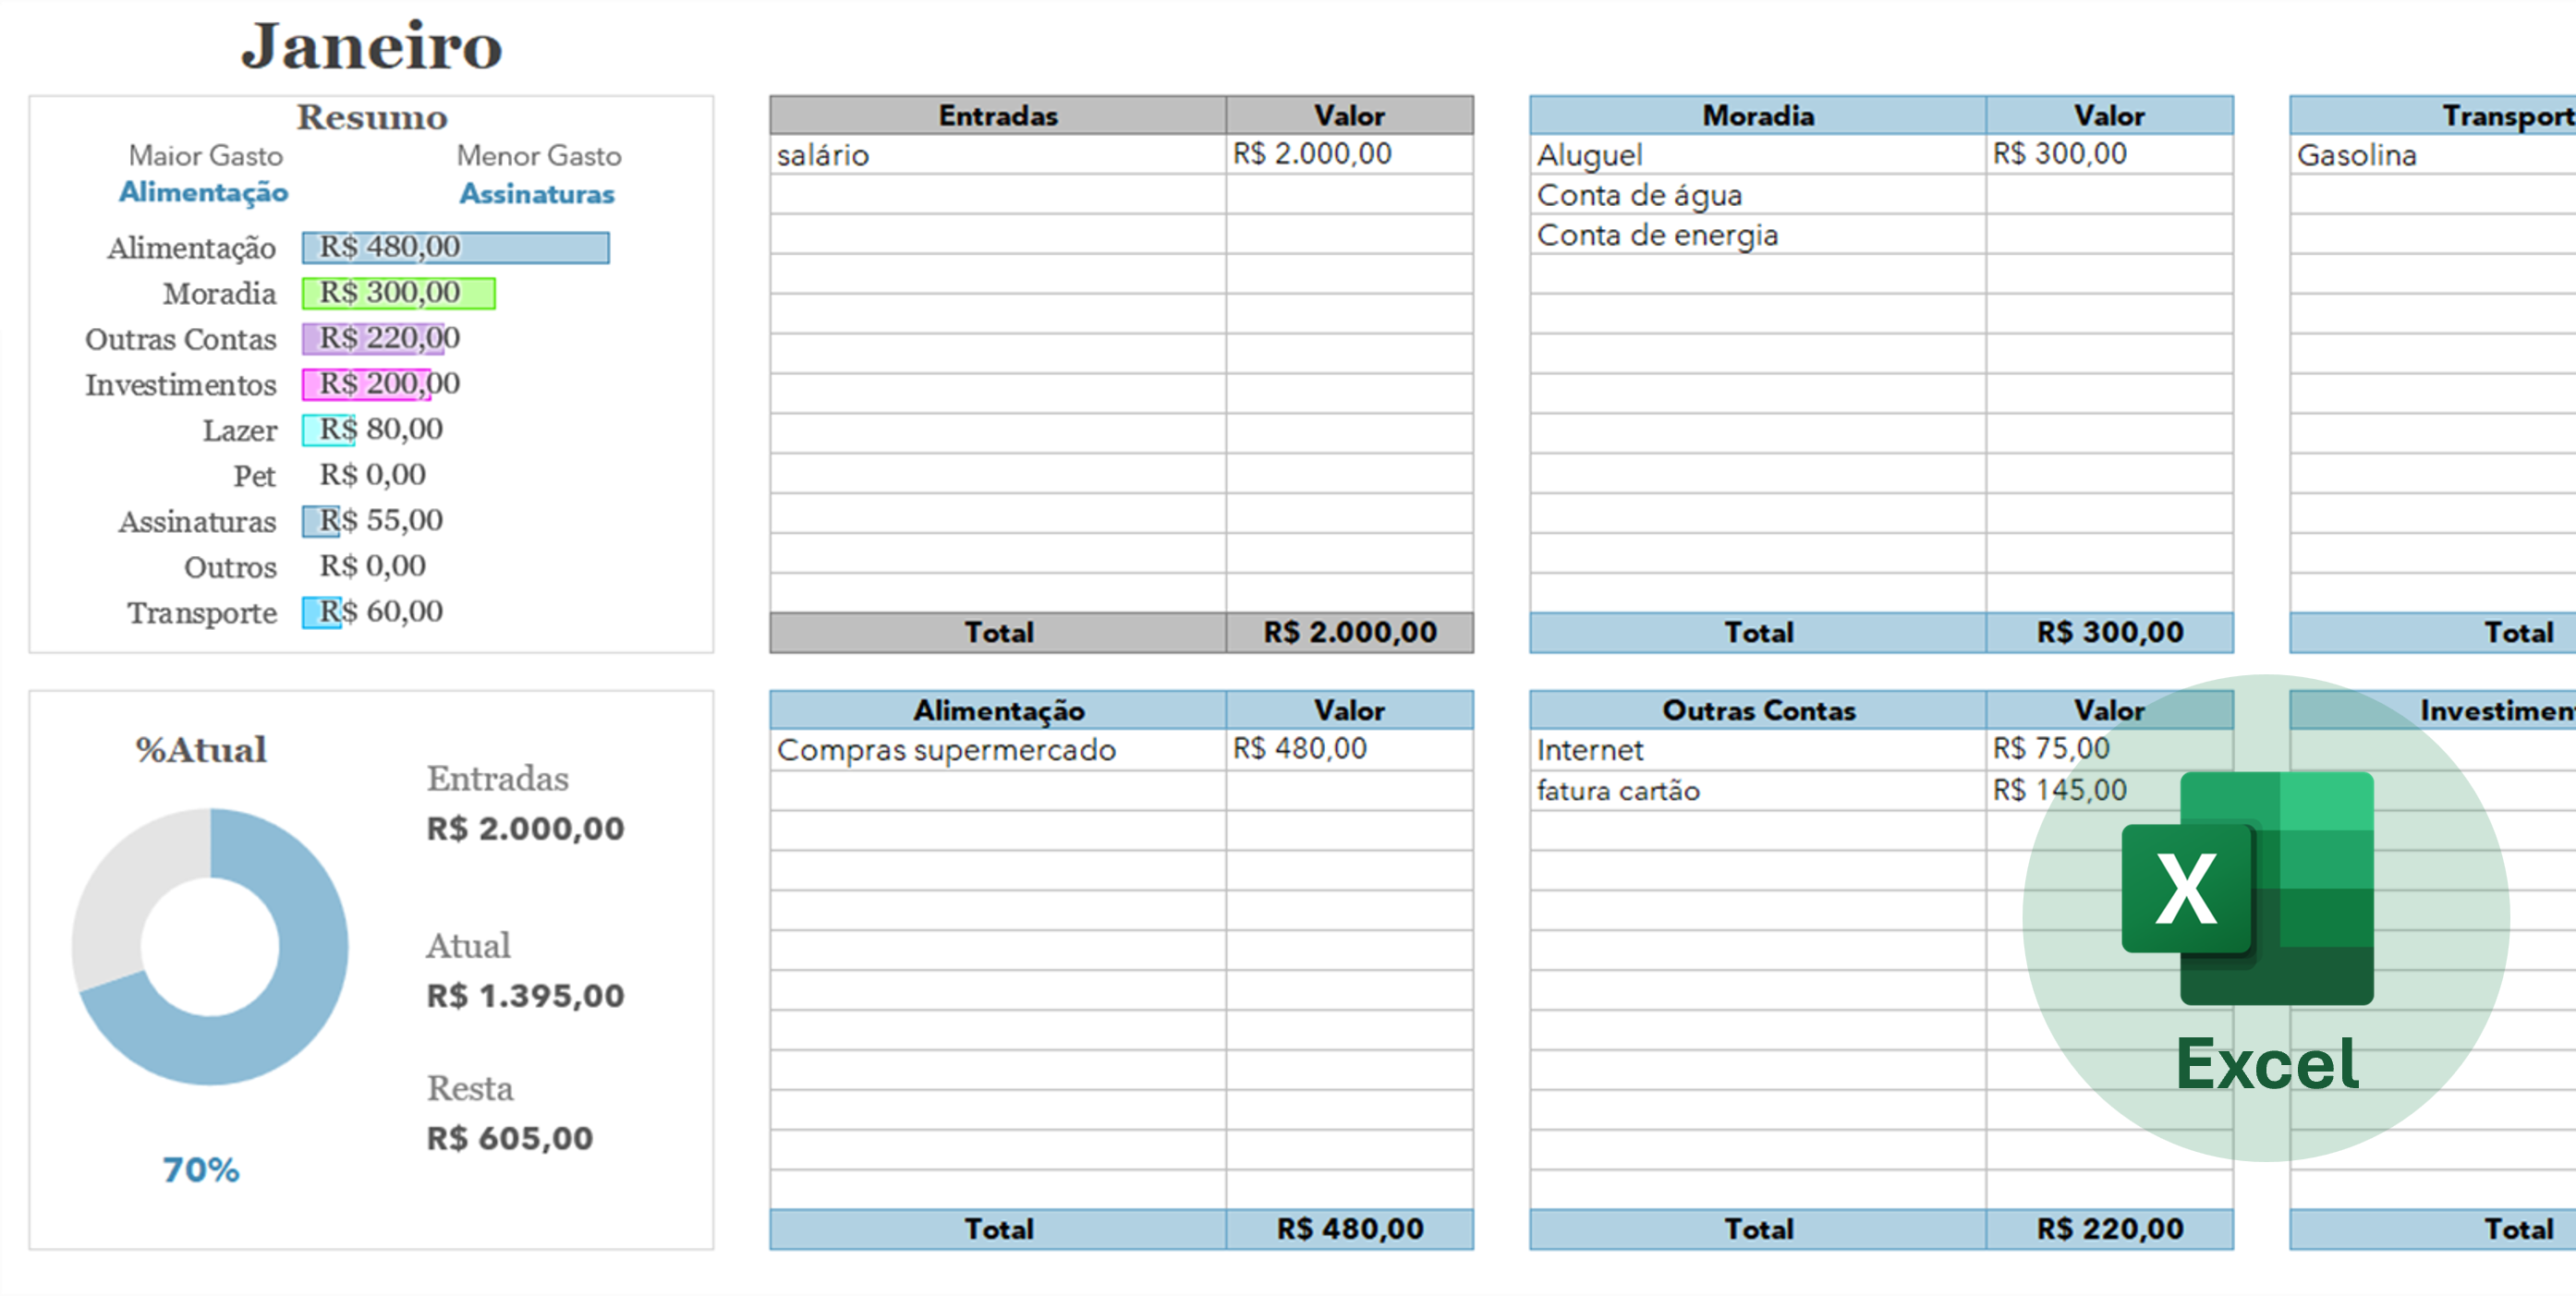 Janeiro
Resumo
Maior Gasto Menor Gasto
Alimentação Assinaturas
Alimentação R$ 480,00
Moradia R$ 300,00
Outras Contas R$ 220,00
Investimentos R$ 200,00
Lazer R$ 80,00
Pet R$ 0,00
Assinaturas R$ 55,00
Outros R$ 0,00
Transporte R$ 60,00
Entradas Valor
salário R$ 2.000,00
Total R$ 2.000,00
Moradia Valor
Aluguel R$ 300,00
Conta de água
Conta de energia
Total R$ 300,00
Transport
Gasolina
Total
%Atual
70%
Entradas
R$ 2.000,00
Atual
R$ 1.395,00
Resta
R$ 605,00
Alimentação Valor
Compras supermercado R$ 480,00
Total R$ 480,00
Outras Contas Valor
Internet R$ 75,00
fatura cartão R$ 145,00
Total R$ 220,00
Investimen
Total
X
Excel